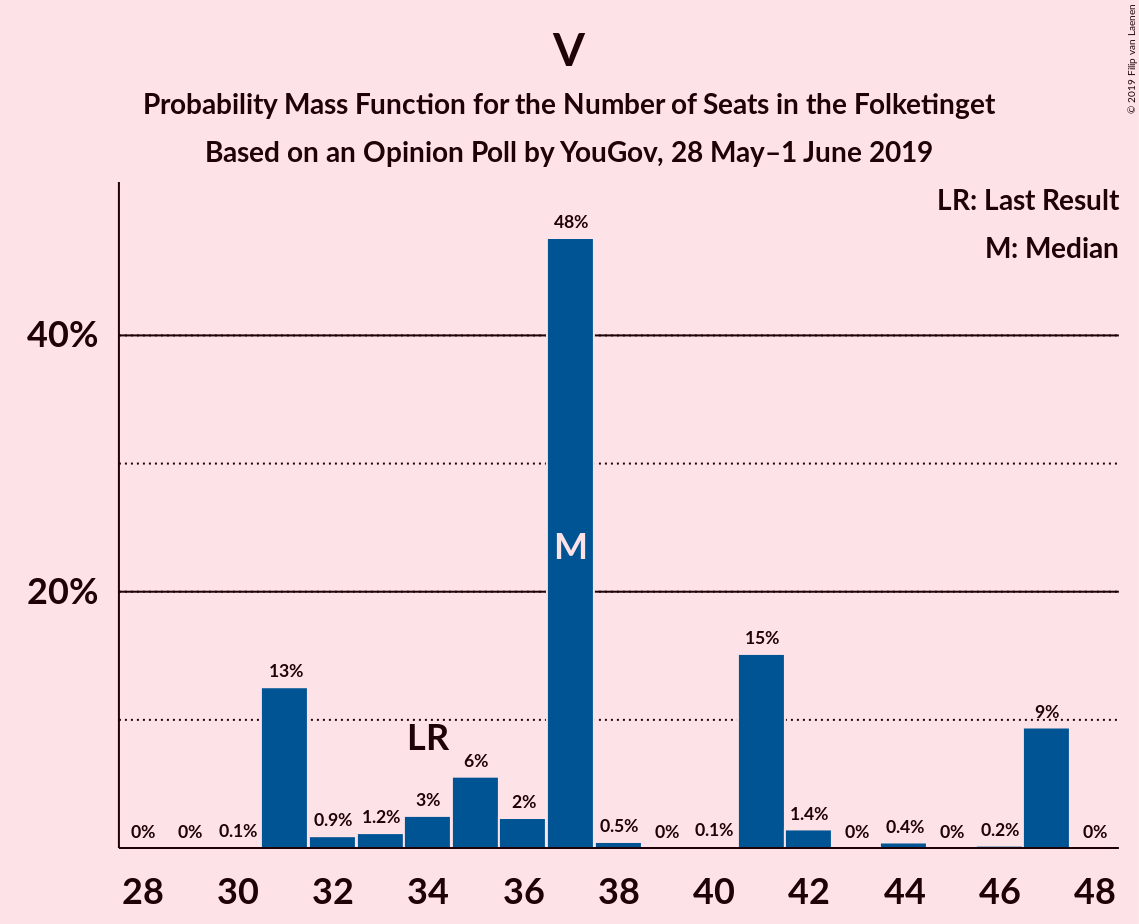 V
Probability Mass Function for the Number of Seats in the Folketinget
Based on an Opinion Poll by YouGov, 28 May–1 June 2019
© 2019 Filip van Laenen
LR: Last Result
M: Median
40%
20%
0%
0%
0.1%
13%
0.9%
1.2%
3%
LR
6%
2%
48%
M
0.5%
0%
0.1%
15%
1.4%
0%
0.4%
0%
0.2%
9%
0%
28 30 32 34 36 38 40 42 44 46 48